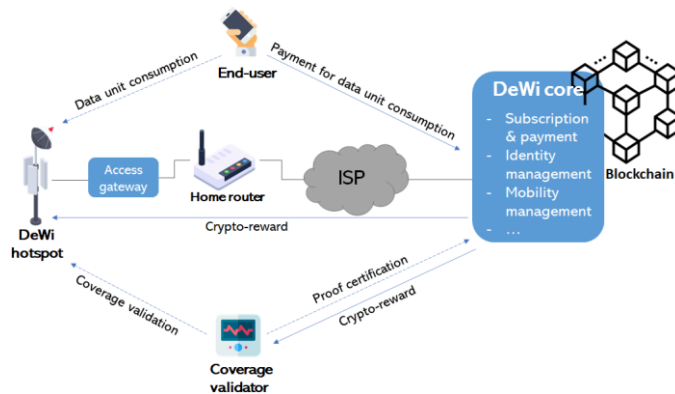 End-user
Data unit consumption
Payment for data unit consumption
DeWi core
- Subscription
& payment
- Identity
management
- Mobility
management
- ...
Blockchain
Access
gateway
Home router
ISP
DeWi
hotspot
Crypto-reward
Coverage validation
Proof certification
Crypto-reward
Coverage
validator